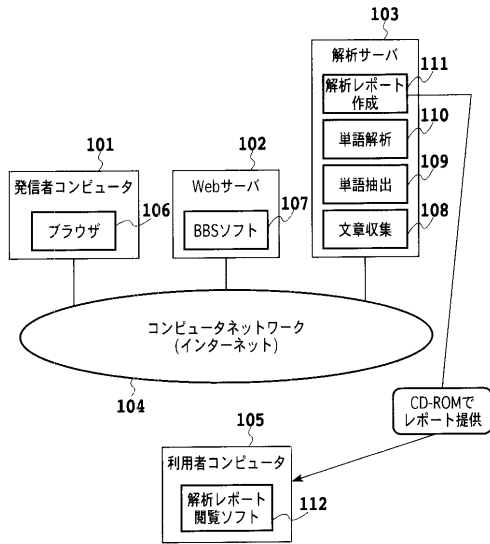 103
解析サーバ
111
解析レポート
作成
110
単語解析
109
単語抽出
108
文章収集
101
発信者コンピュータ
106
ブラウザ
102
Webサーバ
107
BBSソフト
コンピュータネットワーク
(インターネット)
104
CD-ROMで
レポート提供
105
利用者コンピュータ
解析レポート
閲覧ソフト
112